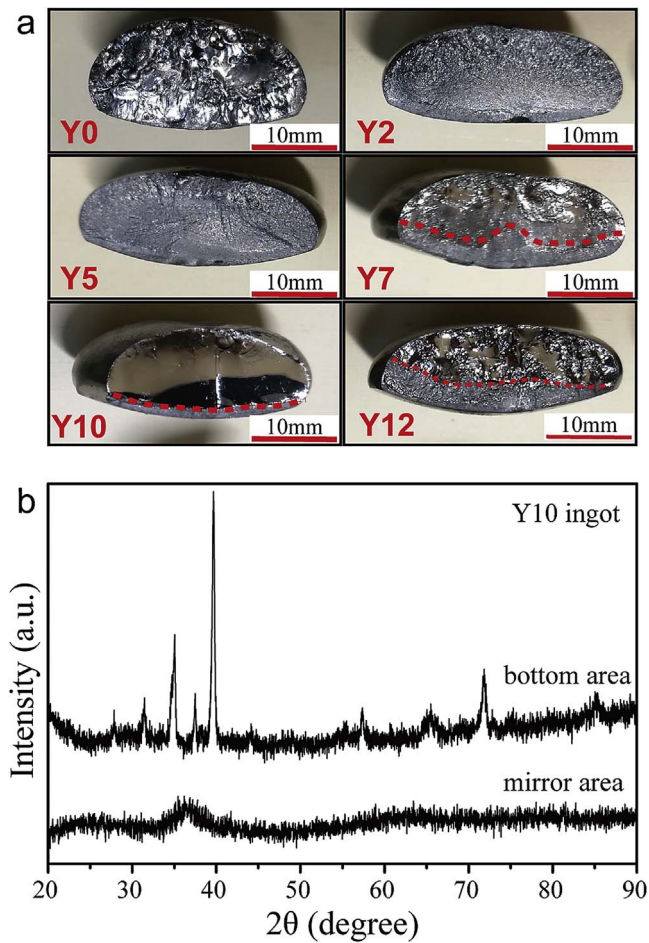 a
Y0
10mm
Y2
10mm
Y5
10mm
Y7
10mm
Y10
10mm
Y12
10mm
b
Y10 ingot
bottom area
mirror area
Intensity (a.u.)
20 30 40 50 60 70 80 90
2θ (degree)